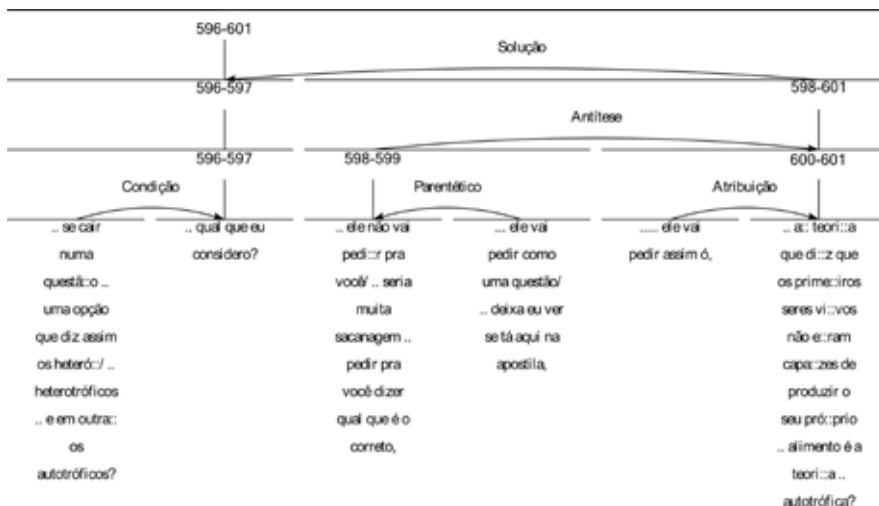 596-601
Solução
596-597
598-601
Antítese
596-597
598-599
600-601
Condição
Parentético
Atribuição
.. se cair
numa
questã::o ..
uma opção
que diz assim
os heteró::/ ..
heterotróficos
.. e em outra::
os
autotróficos?
.. qual que eu
considero?
... ele não vai
pedi::r pra
você/ .. seria
muita
sacanagem ..
pedir pra
você dizer
qual que é o
correto,
... ele vai
pedir como
uma questão/
.. deixa eu ver
se tá aqui na
apostila,
...... ele vai
pedir assim ó,
.. a:: teori::a
que di::z que
os prime::iros
seres vi::vos
não e::ram
capa::zes de
produzir o
seu pró::prio
.. alimento é a
teori::a ..
autotrófica?